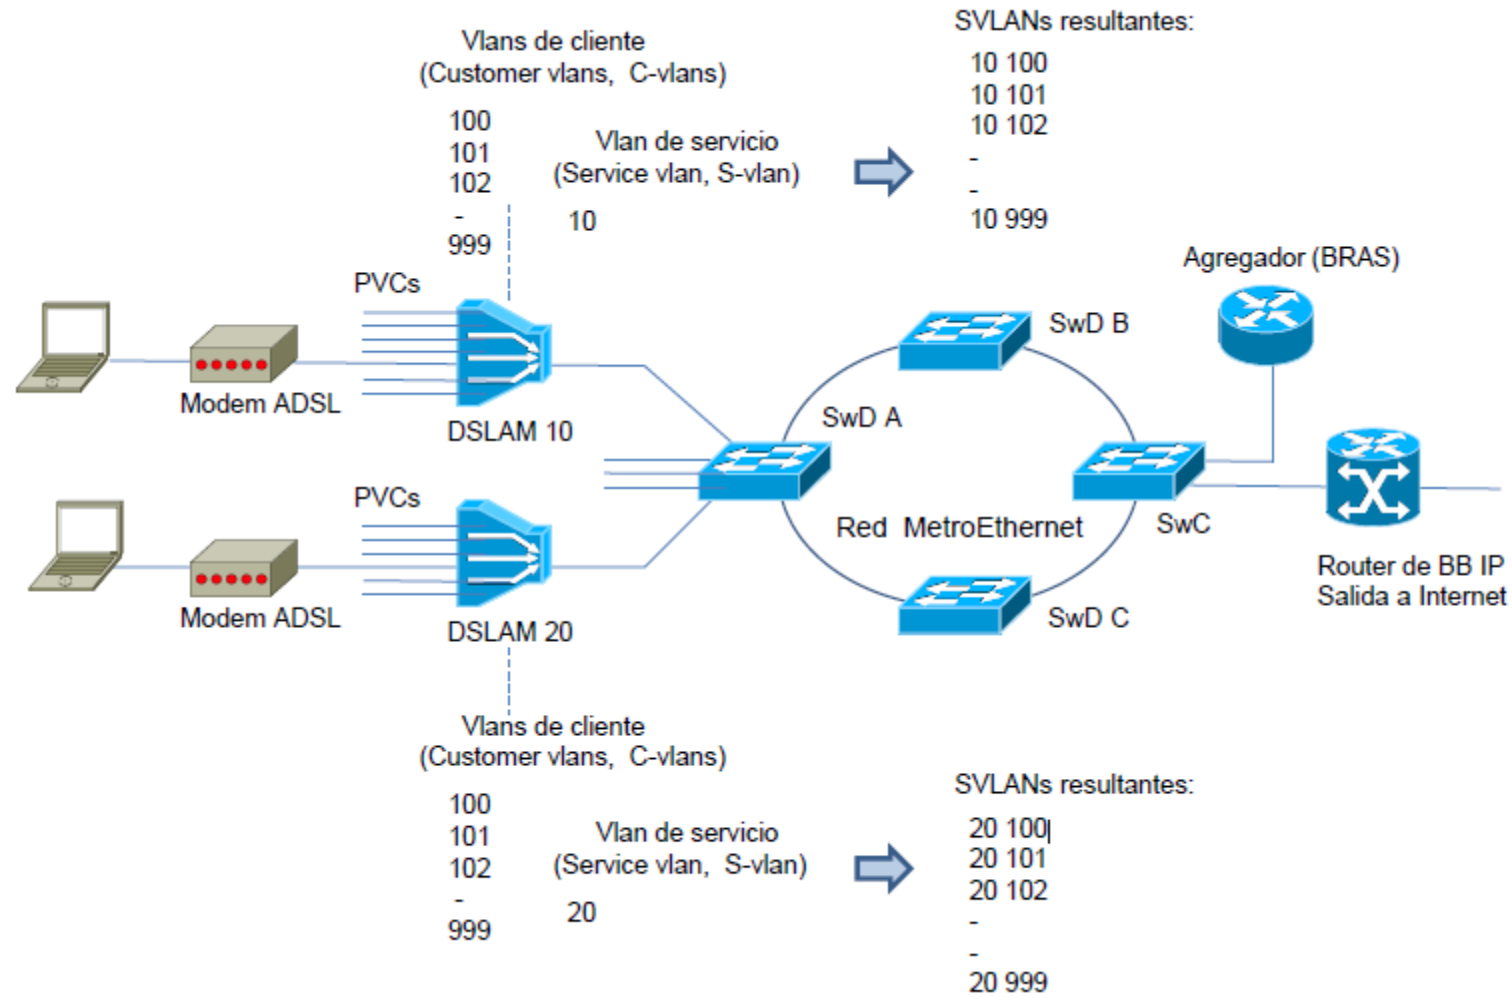 Vlans de cliente
(Customer vlans, C-vlans)
100
101
102
-
999
Vlan de servicio
(Service vlan, S-vlan)
10
SVLANs resultantes:
10 100
10 101
10 102
-
-
10 999
PVCs
Modem ADSL
DSLAM 10
PVCs
Modem ADSL
DSLAM 20
SwD A
SwD B
Red MetroEthernet
SwD C
SwC
Agregador (BRAS)
Router de BB IP
Salida a Internet
Vlans de cliente
(Customer vlans, C-vlans)
100
101
102
-
999
Vlan de servicio
(Service vlan, S-vlan)
20
SVLANs resultantes:
20 100
20 101
20 102
-
-
20 999